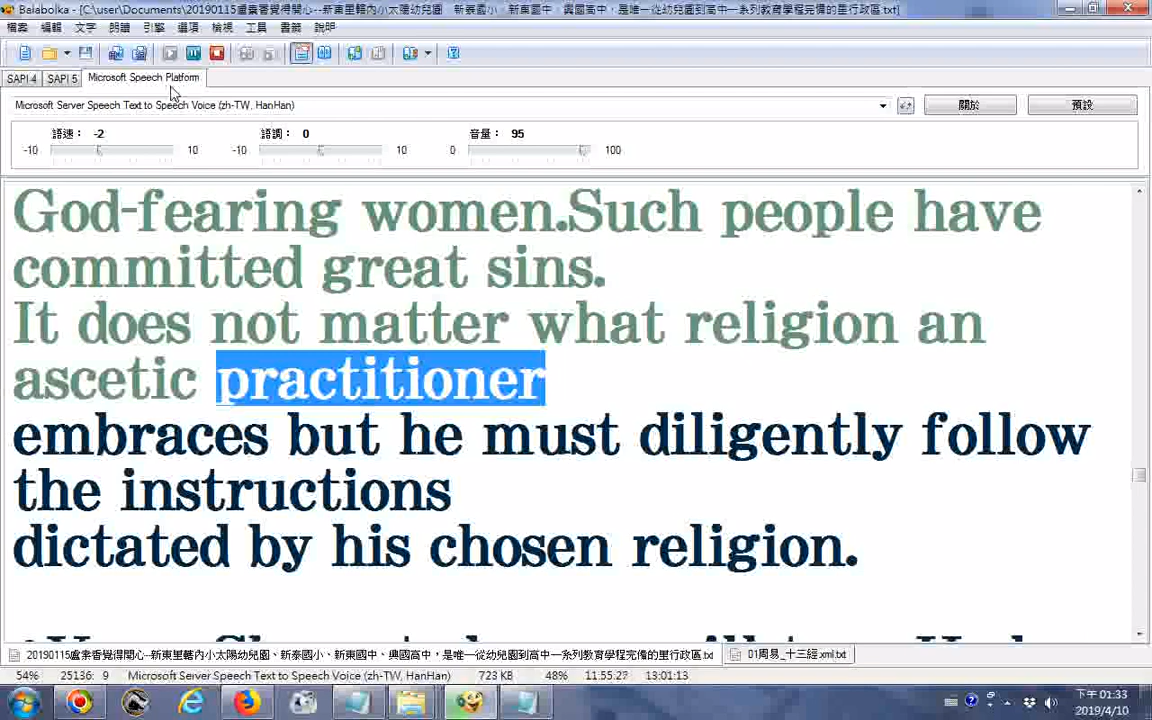 Balabolka - [C:\user\Documents\20190115盧素香覺得開心--新東里轄內小太陽幼兒園、新泰國小、新東國中、興國高中，是唯一從幼兒園到高中一系列教育學程完備的里行政區.txt]
檔案 編輯 文字 朗讀 引擎 選項 檢視 工具 書籤 說明
SAPI 4 SAPI 5 Microsoft Speech Platform
Microsoft Server Speech Text to Speech Voice (zh-TW, HanHan) 關於 預設
語速： -2 語調： 0 音量： 95
-10 10 -10 10 0 100
God-fearing women.Such people have
committed great sins.
It does not matter what religion an
ascetic practitioner
embraces but he must diligently follow
the instructions
dictated by his chosen religion.
20190115盧素香覺得開心--新東里轄內小太陽幼兒園、新泰國小、新東國中、興國高中，是唯一從幼兒園到高中一系列教育學程完備的里行政區.txt 01周易_十三經.xml.txt
54% 25136: 9 Microsoft Server Speech Text to Speech Voice (zh-TW, HanHan) 723 KB 48% 11:55:27 13:01:13
下午 01:33
2019/4/10